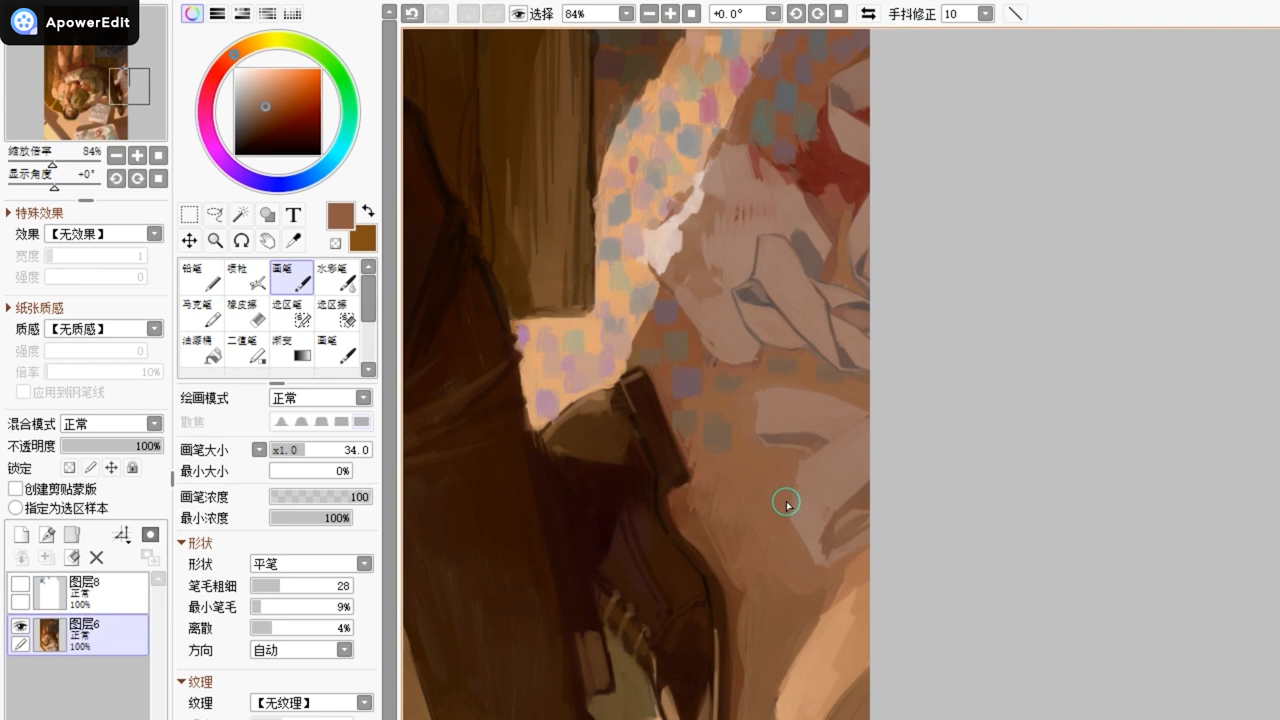 ApowerEdit
选择 84% +0.0° 手抖修正 10
缩放倍率 84%
显示角度 +0°
特殊效果
效果 【无效果】
宽度 1
强度 0
纸张质感
质感 【无质感】
强度 0
倍率 10%
应用到钢笔线
混合模式 正常
不透明度 100%
锁定
创建剪贴蒙版
指定为选区样本
图层8
正常
100%
图层6
正常
100%
T
铅笔 喷枪 画笔 水彩笔
马克笔 橡皮擦 选区笔 选区擦
油漆桶 二值笔 渐变 画笔
绘画模式 正常
散焦
画笔大小 x1.0 34.0
最小大小 0%
画笔浓度 100
最小浓度 100%
形状
形状 平笔
笔毛粗细 28
最小笔毛 9%
离散 4%
方向 自动
纹理
纹理 【无纹理】